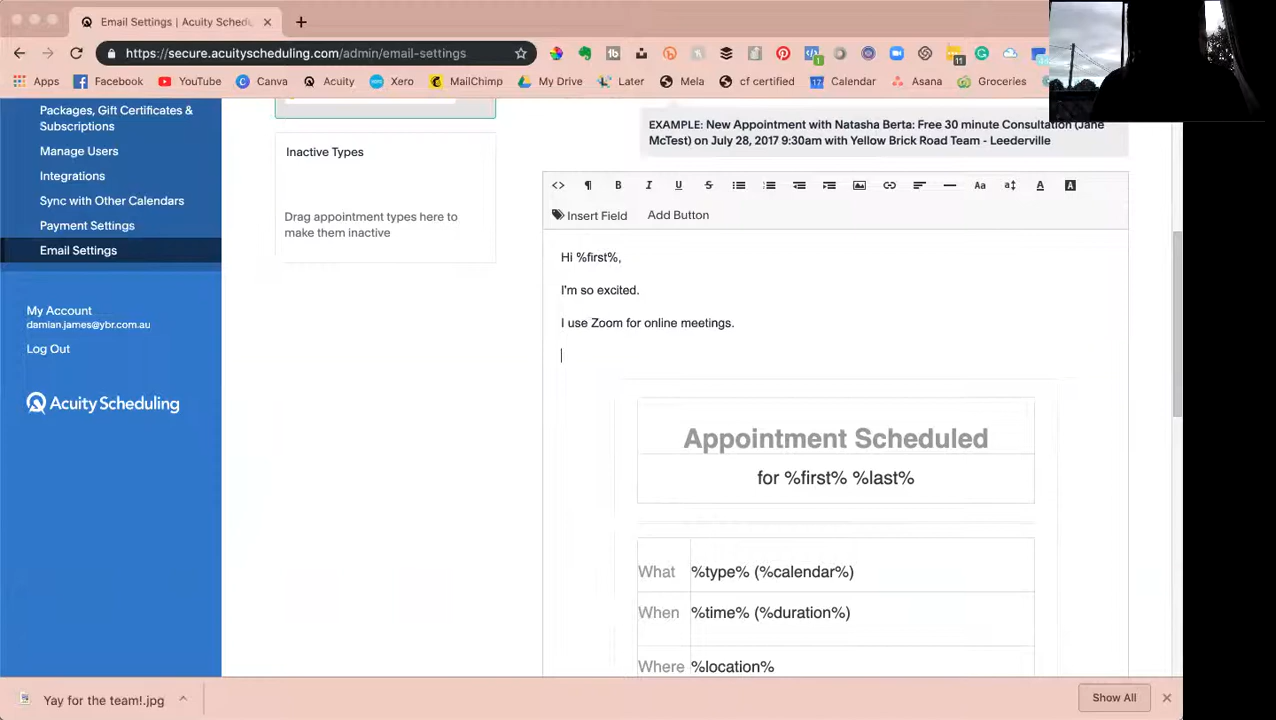 Email Settings | Acuity Schedu
https://secure.acuityscheduling.com/admin/email-settings
11
Apps
Facebook
YouTube
Canva
Acuity
Xero
MailChimp
My Drive
Later
Mela
cf certified
Calendar
Asana
Groceries
Packages, Gift Certificates &
Subscriptions
Manage Users
Integrations
Sync with Other Calendars
Payment Settings
Email Settings
My Account
damian.james@ybr.com.au
Log Out
Acuity Scheduling
Inactive Types
Drag appointment types here to
make them inactive
EXAMPLE: New Appointment with Natasha Berta: Free 30 minute Consultation (Jane
McTest) on July 28, 2017 9:30am with Yellow Brick Road Team - Leederville
Insert Field
Add Button
Hi %first%,
I'm so excited.
I use Zoom for online meetings.
Appointment Scheduled
for %first% %last%
What %type% (%calendar%)
When %time% (%duration%)
Where %location%
Yay for the team!.jpg
Show All